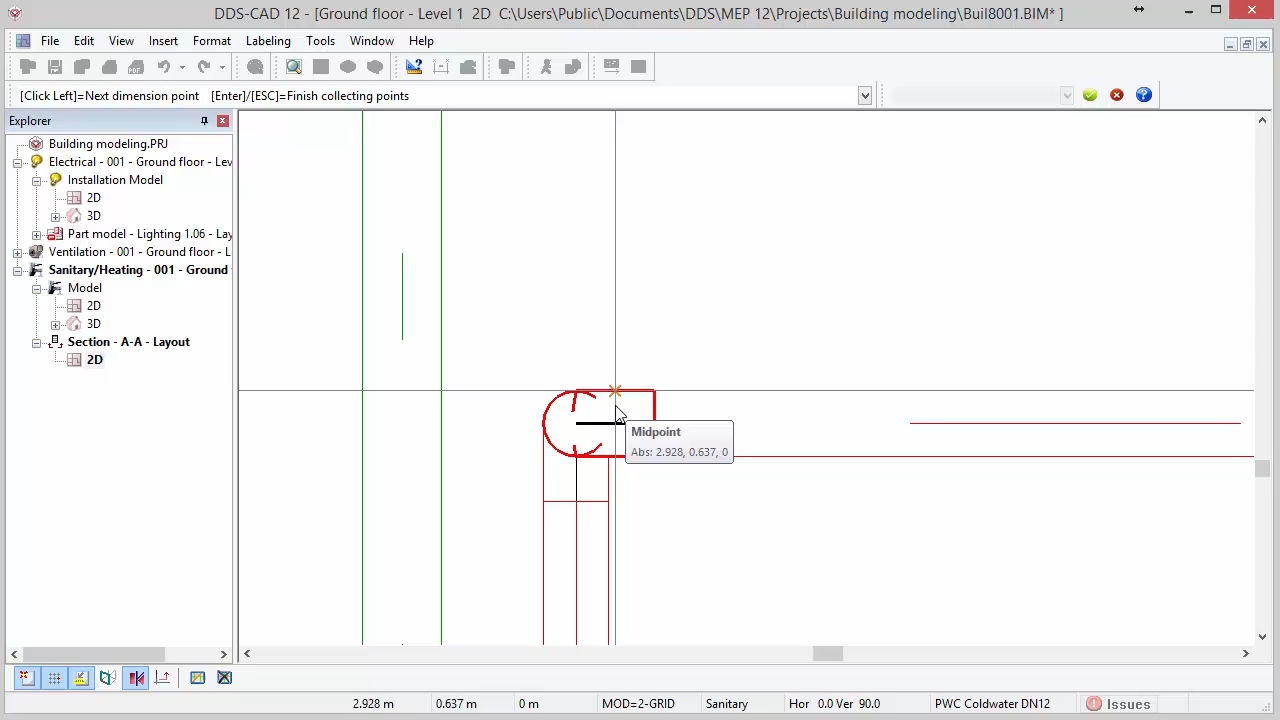 DDS-CAD 12 - [Ground floor - Level 1  2D  C:\Users\Public\Documents\DDS\MEP 12\Projects\Building modeling\Buil8001.BIM* ]
File Edit View Insert Format Labeling Tools Window Help
[Click Left]=Next dimension point [Enter]/[ESC]=Finish collecting points
Explorer
Building modeling.PRJ
Electrical - 001 - Ground floor - Lev
Installation Model
2D
3D
Part model - Lighting 1.06 - Lay
Ventilation - 001 - Ground floor - L
Sanitary/Heating - 001 - Ground
Model
2D
3D
Section - A-A - Layout
2D
Midpoint
Abs: 2.928, 0.637, 0
2.928 m 0.637 m 0 m MOD=2-GRID Sanitary Hor 0.0 Ver 90.0 PWC Coldwater DN12 Issues